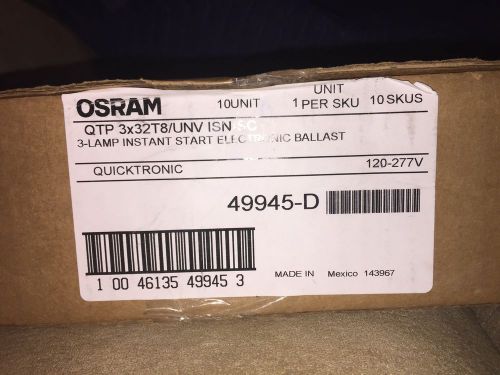 OSRAM 10UNIT UNIT 1 PER SKU 10 SKUS
QTP 3x32T8/UNV ISN-SC
3-LAMP INSTANT START ELECTRONIC BALLAST
QUICKTRONIC 120-277V
49945-D
1 00 46135 49945 3
MADE IN Mexico 143967